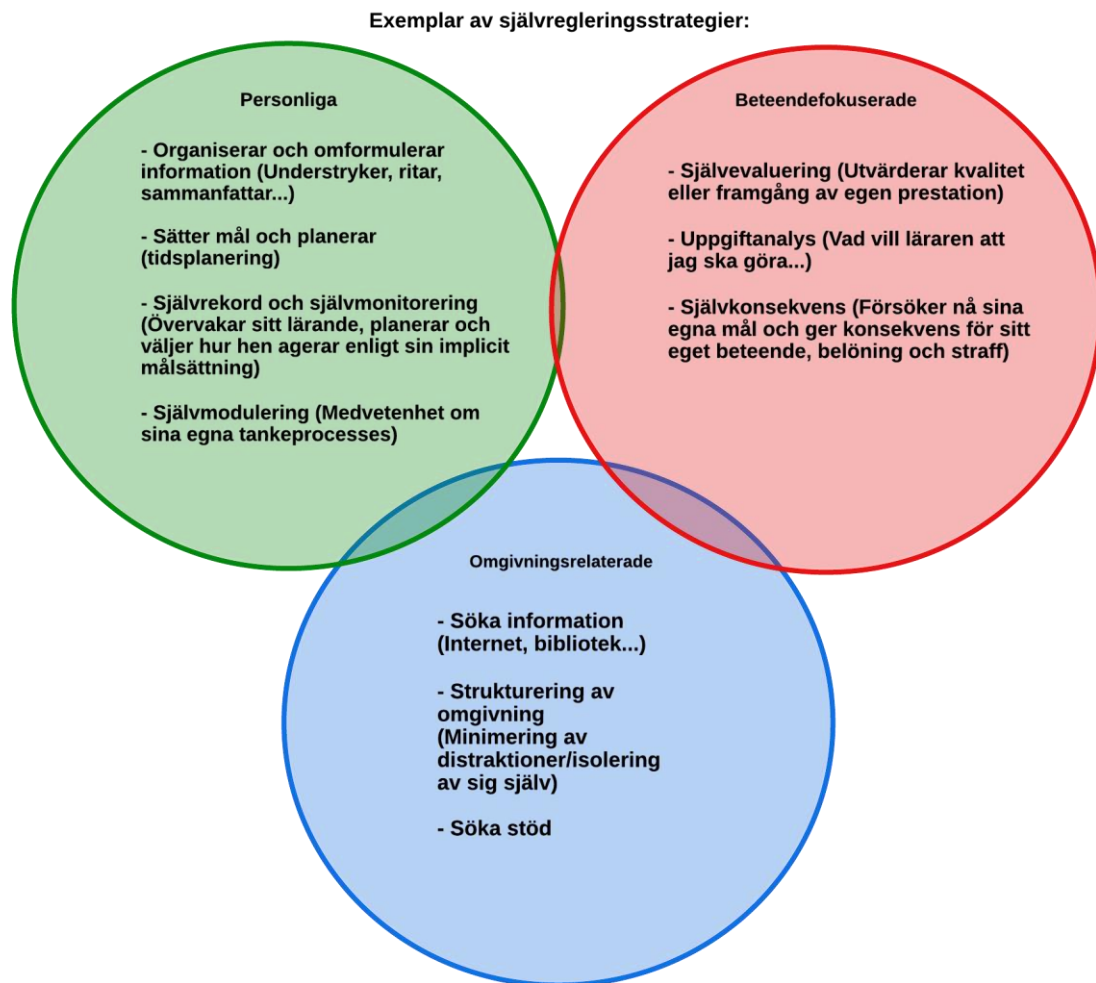 Exemplar av självregleringsstrategier:
Personliga
- Organiserar och omformulerar
information (Understryker, ritar,
sammanfattar...)
- Sätter mål och planerar
(tidsplanering)
- Självrekord och självmonitorering
(Övervakar sitt lärande, planerar och
väljer hur hen agerar enligt sin implicit
målsättning)
- Självmodulering (Medvetenhet om
sina egna tankeprocesses)
Beteendefokuserade
- Självevaluering (Utvärderar kvalitet
eller framgång av egen prestation)
- Uppgiftanalys (Vad vill läraren att
jag ska göra...)
- Självkonsekvens (Försöker nå sina
egna mål och ger konsekvens för sitt
eget beteende, belöning och straff)
Omgivningsrelaterade
- Söka information
(Internet, bibliotek...)
- Strukturering av
omgivning
(Minimering av
distraktioner/isolering
av sig själv)
- Söka stöd